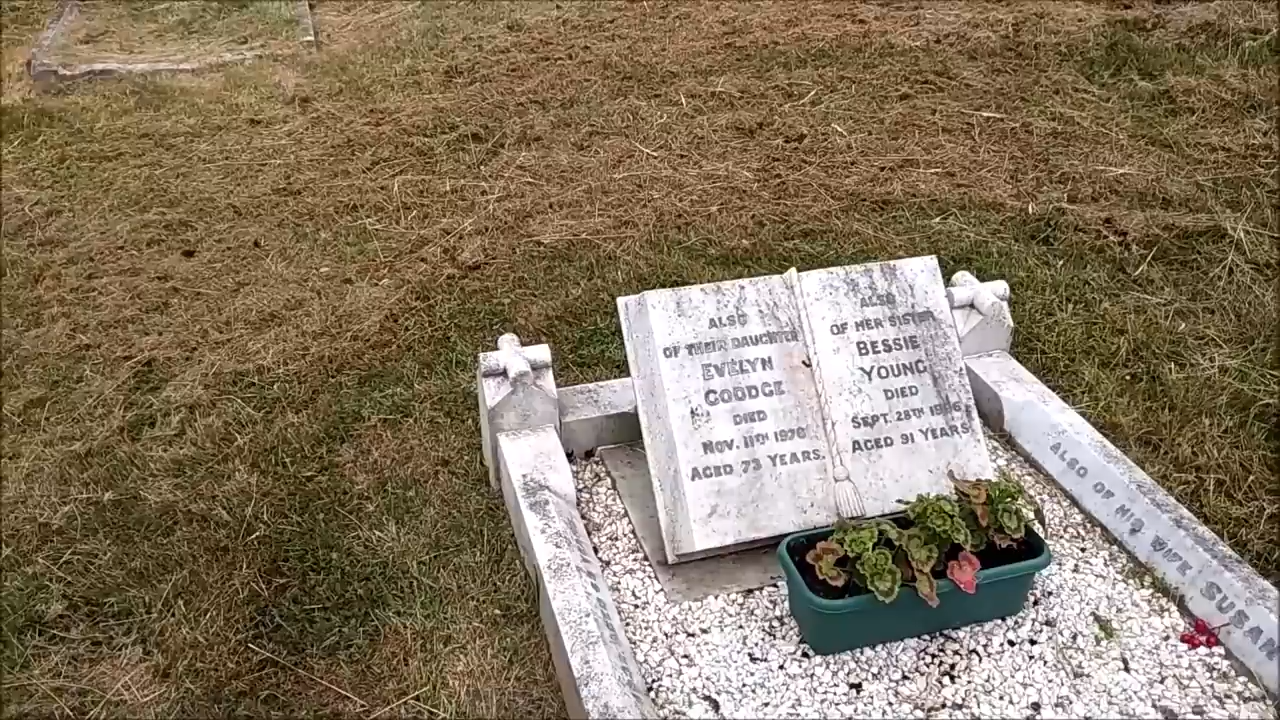 ALSO
OF THEIR DAUGHTER
EVELYN
GOODGE
DIED
NOV. 11TH 1970
AGED 73 YEARS.
ALSO
OF HER SISTER
BESSIE
YOUNG
DIED
SEPT. 28TH
AGED 91 YEARS
ALSO OF HIS WIFE SUSAN